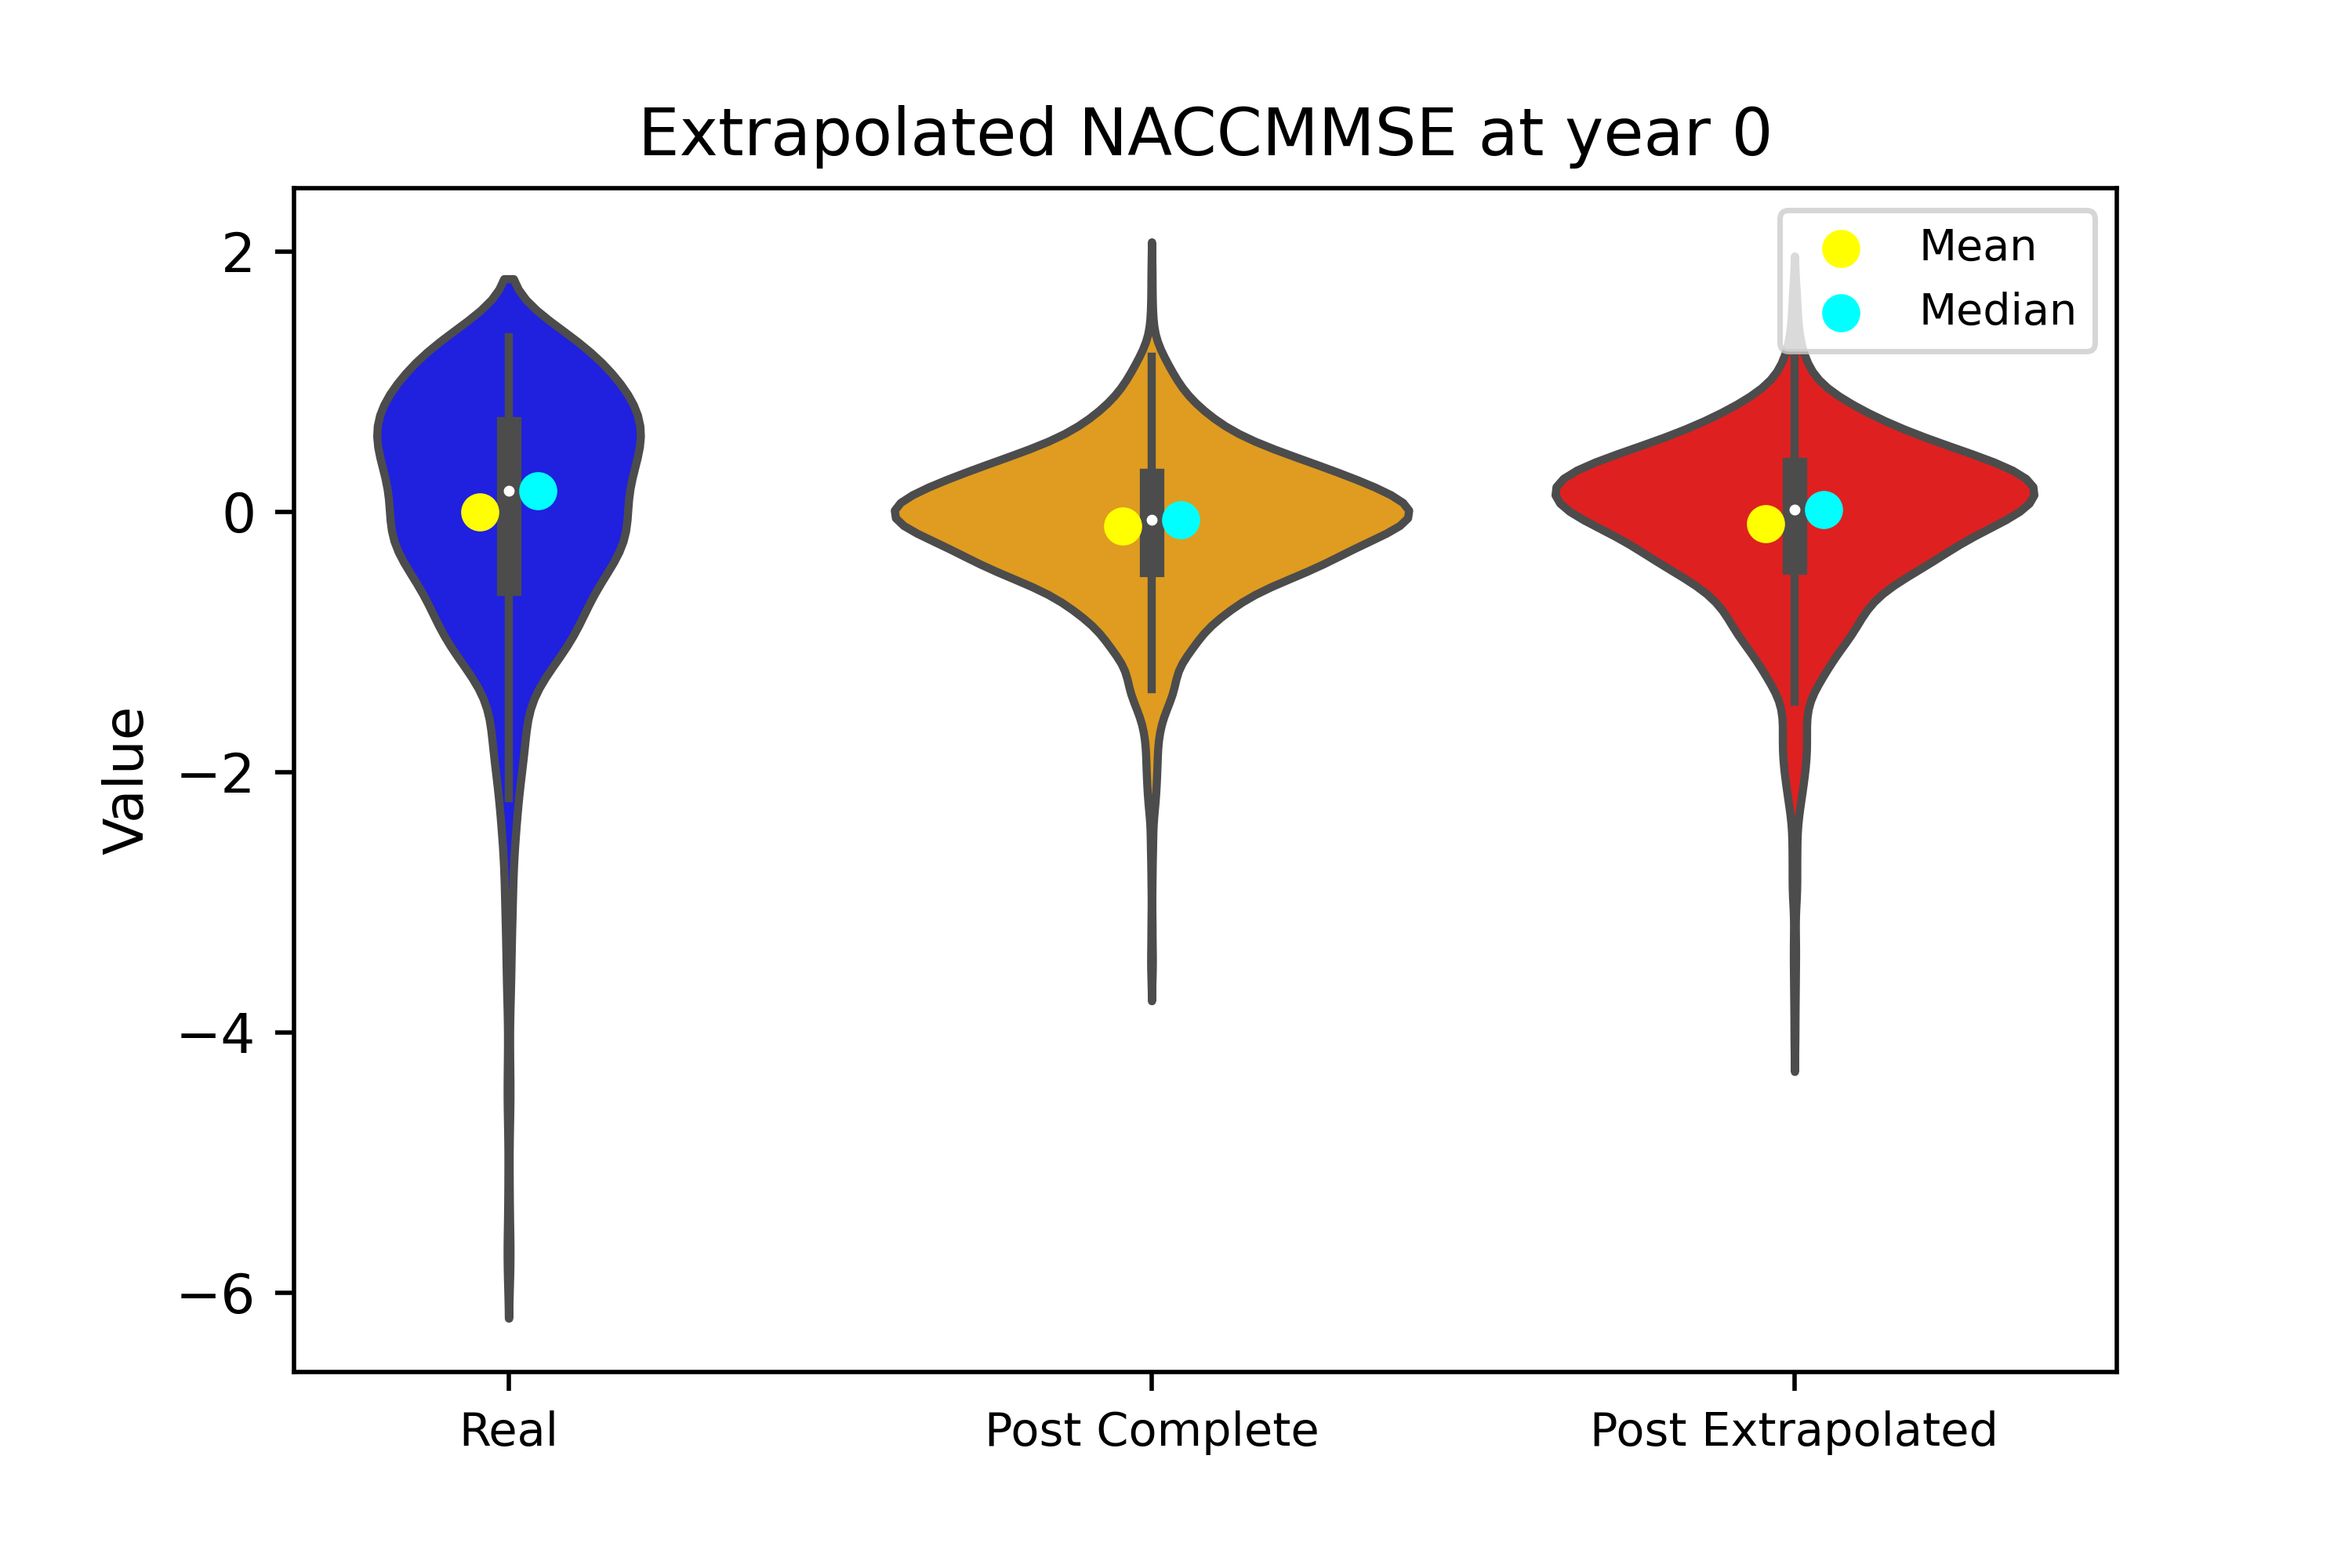 Extrapolated NACCMMSE at year 0
Mean
Median
2
0
−2
−4
−6
Value
Real
Post Complete
Post Extrapolated